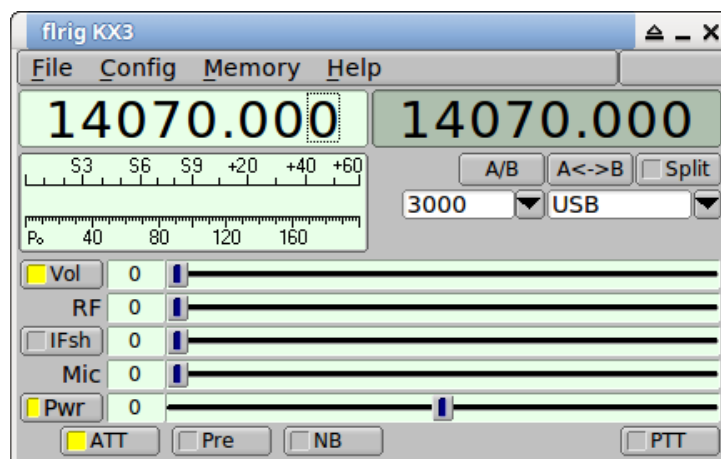 flrig KX3
File Config Memory Help
14070.000 14070.000
S3 S6 S9 +20 +40 +60
A/B A<->B Split
3000 USB
Po 40 80 120 160
Vol 0
RF 0
IFsh 0
Mic 0
Pwr 0
ATT Pre NB PTT